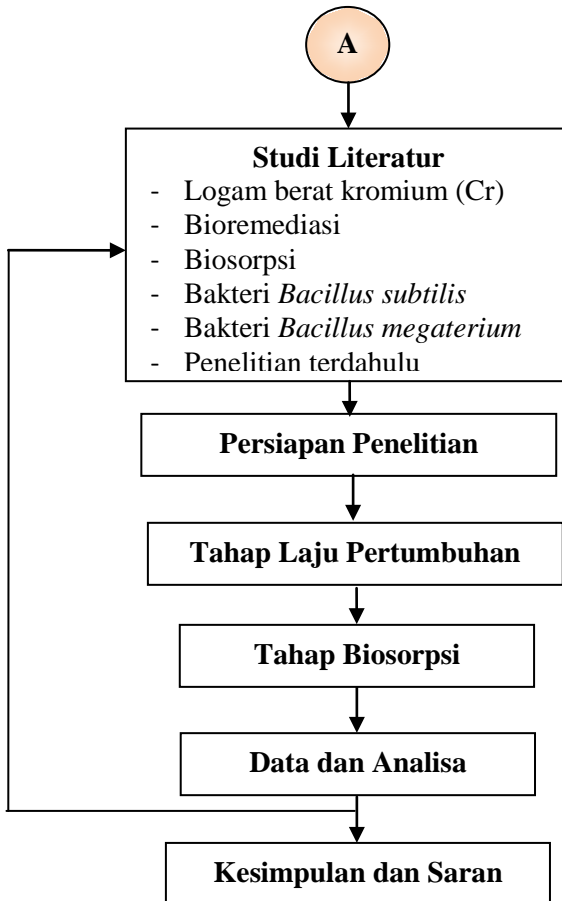 A
Studi Literatur
- Logam berat kromium (Cr)
- Bioremediasi
- Biosorpsi
- Bakteri Bacillus subtilis
- Bakteri Bacillus megaterium
- Penelitian terdahulu
Persiapan Penelitian
Tahap Laju Pertumbuhan
Tahap Biosorpsi
Data dan Analisa
Kesimpulan dan Saran